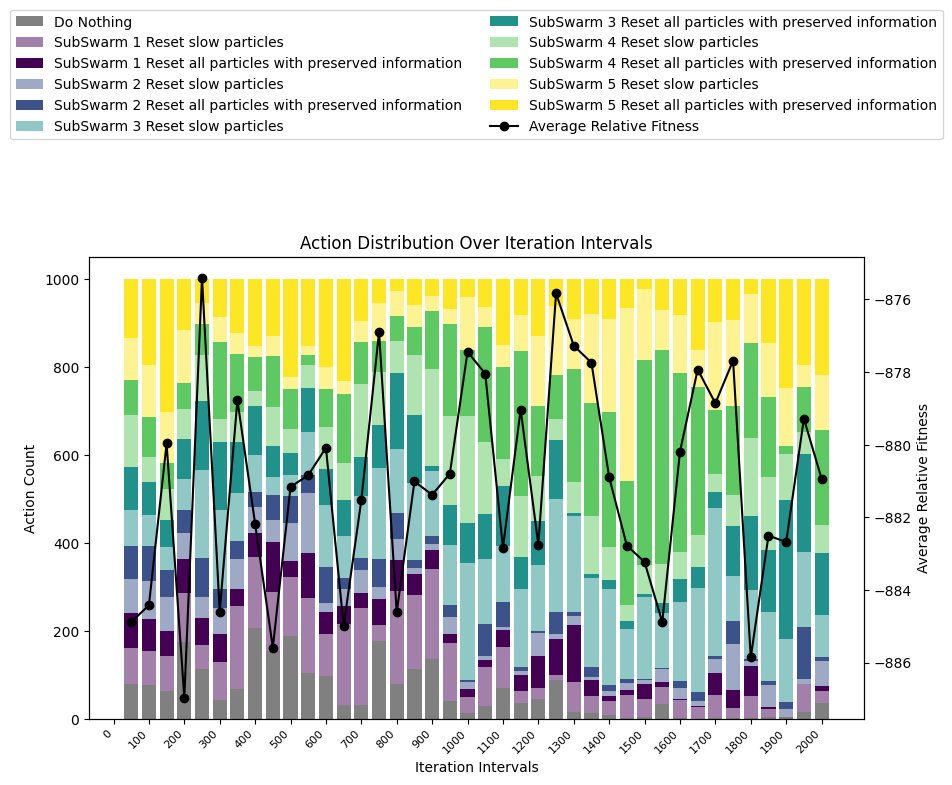 Do Nothing
SubSwarm 1 Reset slow particles
SubSwarm 1 Reset all particles with preserved information
SubSwarm 2 Reset slow particles
SubSwarm 2 Reset all particles with preserved information
SubSwarm 3 Reset slow particles
SubSwarm 3 Reset all particles with preserved information
SubSwarm 4 Reset slow particles
SubSwarm 4 Reset all particles with preserved information
SubSwarm 5 Reset slow particles
SubSwarm 5 Reset all particles with preserved information
Average Relative Fitness
Action Distribution Over Iteration Intervals
Action Count
1000
800
600
400
200
0
0
100
200
300
400
500
600
700
800
900
1000
1100
1200
1300
1400
1500
1600
1700
1800
1900
2000
Iteration Intervals
−876
−878
−880
−882
−884
−886
Average Relative Fitness